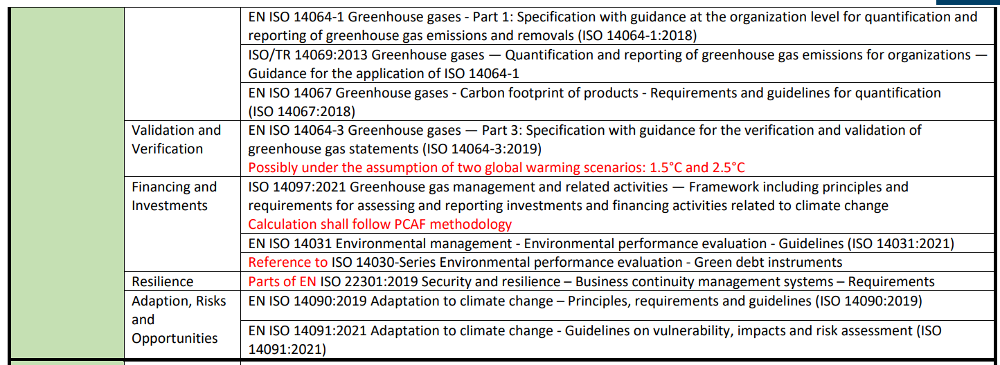 EN ISO 14064-1 Greenhouse gases - Part 1: Specification with guidance at the organization level for quantification and
reporting of greenhouse gas emissions and removals (ISO 14064-1:2018)
ISO/TR 14069:2013 Greenhouse gases — Quantification and reporting of greenhouse gas emissions for organizations —
Guidance for the application of ISO 14064-1
EN ISO 14067 Greenhouse gases - Carbon footprint of products - Requirements and guidelines for quantification
(ISO 14067:2018)
Validation and
Verification
EN ISO 14064-3 Greenhouse gases — Part 3: Specification with guidance for the verification and validation of
greenhouse gas statements (ISO 14064-3:2019)
Possibly under the assumption of two global warming scenarios: 1.5°C and 2.5°C
Financing and
Investments
ISO 14097:2021 Greenhouse gas management and related activities — Framework including principles and
requirements for assessing and reporting investments and financing activities related to climate change
Calculation shall follow PCAF methodology
EN ISO 14031 Environmental management - Environmental performance evaluation - Guidelines (ISO 14031:2021)
Reference to ISO 14030-Series Environmental performance evaluation - Green debt instruments
Resilience
Parts of EN ISO 22301:2019 Security and resilience – Business continuity management systems – Requirements
Adaption, Risks
and
Opportunities
EN ISO 14090:2019 Adaptation to climate change – Principles, requirements and guidelines (ISO 14090:2019)
EN ISO 14091:2021 Adaptation to climate change - Guidelines on vulnerability, impacts and risk assessment (ISO
14091:2021)